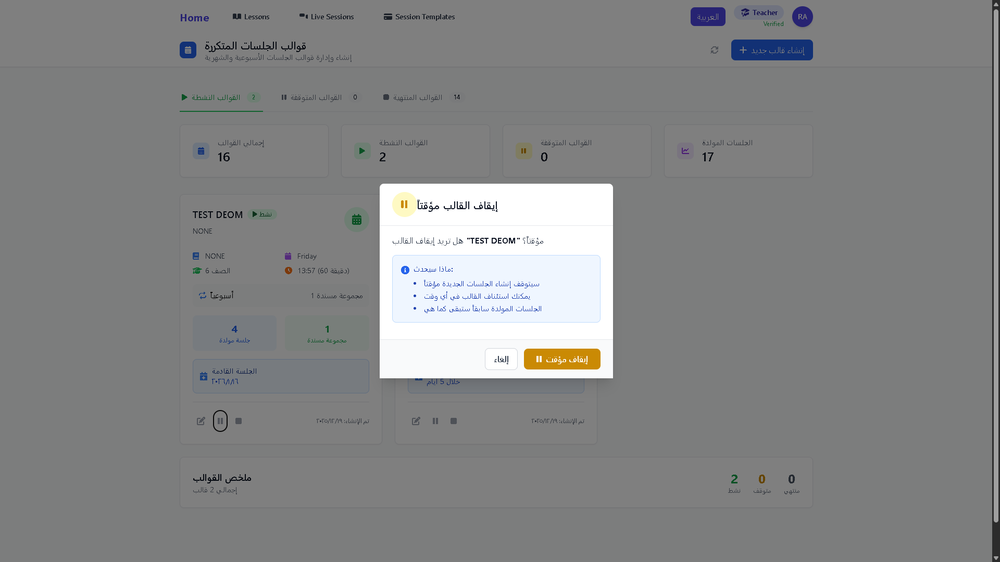 Home
Lessons
Live Sessions
Session Templates
العربية
Teacher
Verified
RA
قوالب الجلسات المتكررة
إنشاء وإدارة قوالب الجلسات الأسبوعية والشهرية
إنشاء قالب جديد
القوالب النشطة 2
القوالب المتوقفة 0
القوالب المنتهية 14
إجمالي القوالب
16
القوالب النشطة
2
القوالب المتوقفة
0
الجلسات المولدة
17
إيقاف القالب مؤقتاً
هل تريد إيقاف القالب "TEST DEOM" مؤقتاً؟
ماذا سيحدث:
سيتوقف إنشاء الجلسات الجديدة مؤقتاً
يمكنك استئناف القالب في أي وقت
الجلسات المولدة سابقاً ستبقى كما هي
إلغاء
إيقاف مؤقت
TEST DEOM
نشط
NONE
NONE
Friday
الصف 6
13:57 (60 دقيقة)
أسبوعياً
1 مجموعة مسندة
4
جلسة مولدة
1
مجموعة مسندة
الجلسة القادمة
٢٠٢٦/١/١٦
تم الإنشاء: ٢٠٢٥/١٢/١٩
خلال 5 أيام
تم الإنشاء: ٢٠٢٥/١٢/١٩
ملخص القوالب
إجمالي 2 قالب
2
نشط
0
متوقف
0
منتهي